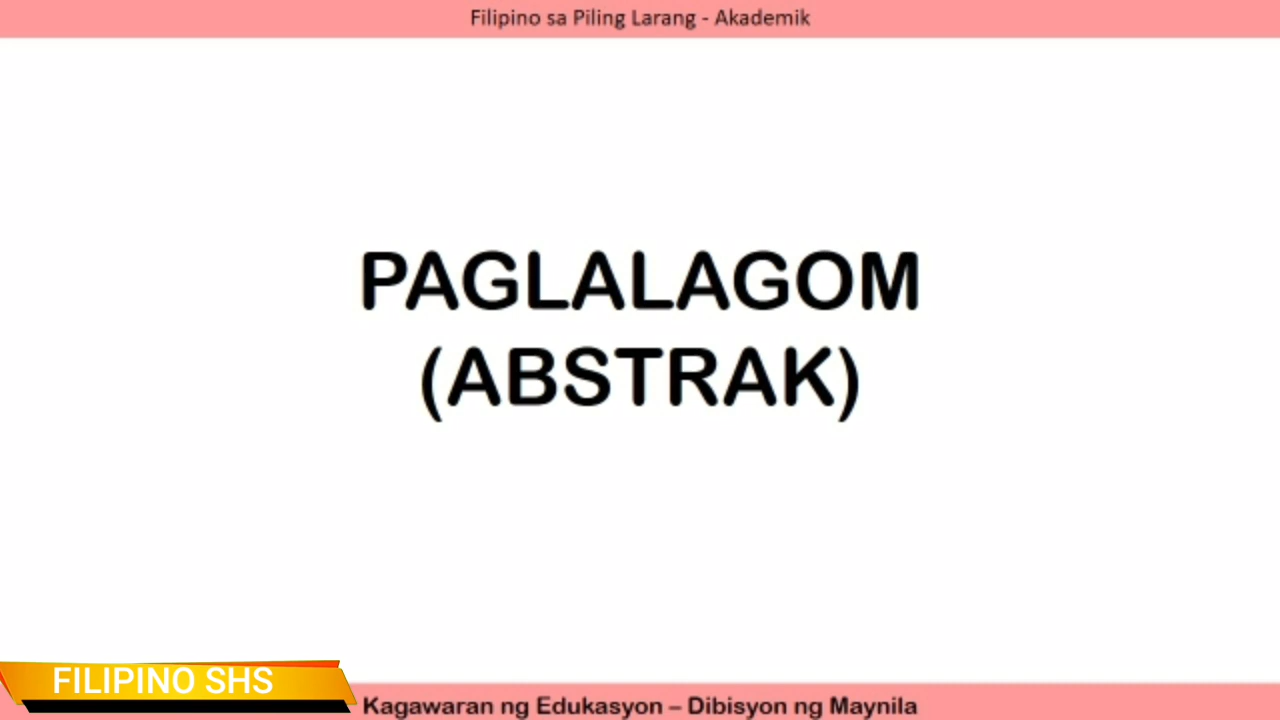 Filipino sa Piling Larang - Akademik
PAGLALAGOM
(ABSTRAK)
FILIPINO SHS
Kagawaran ng Edukasyon – Dibisyon ng Maynila